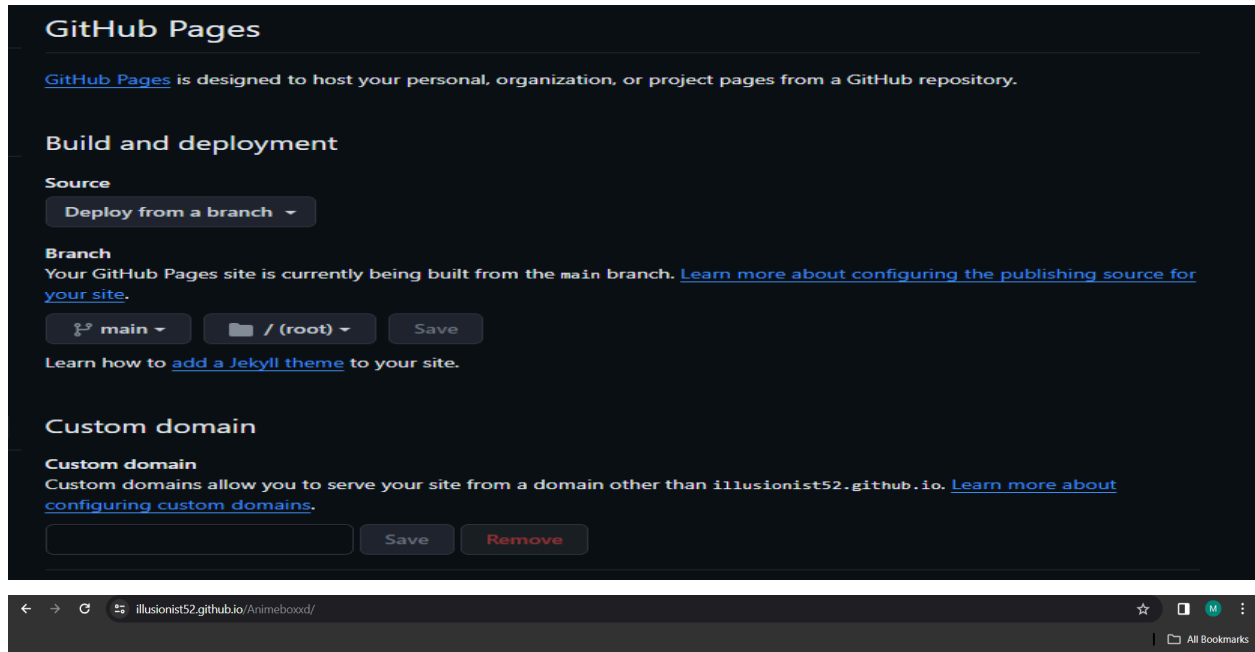 GitHub Pages
GitHub Pages is designed to host your personal, organization, or project pages from a GitHub repository.
Build and deployment
Source
Deploy from a branch
Branch
Your GitHub Pages site is currently being built from the main branch. Learn more about configuring the publishing source for
your site.
main / (root) Save
Learn how to add a Jekyll theme to your site.
Custom domain
Custom domain
Custom domains allow you to serve your site from a domain other than illusionist52.github.io. Learn more about
configuring custom domains.
Save Remove
illusionist52.github.io/Animeboxxd/ M
All Bookmarks